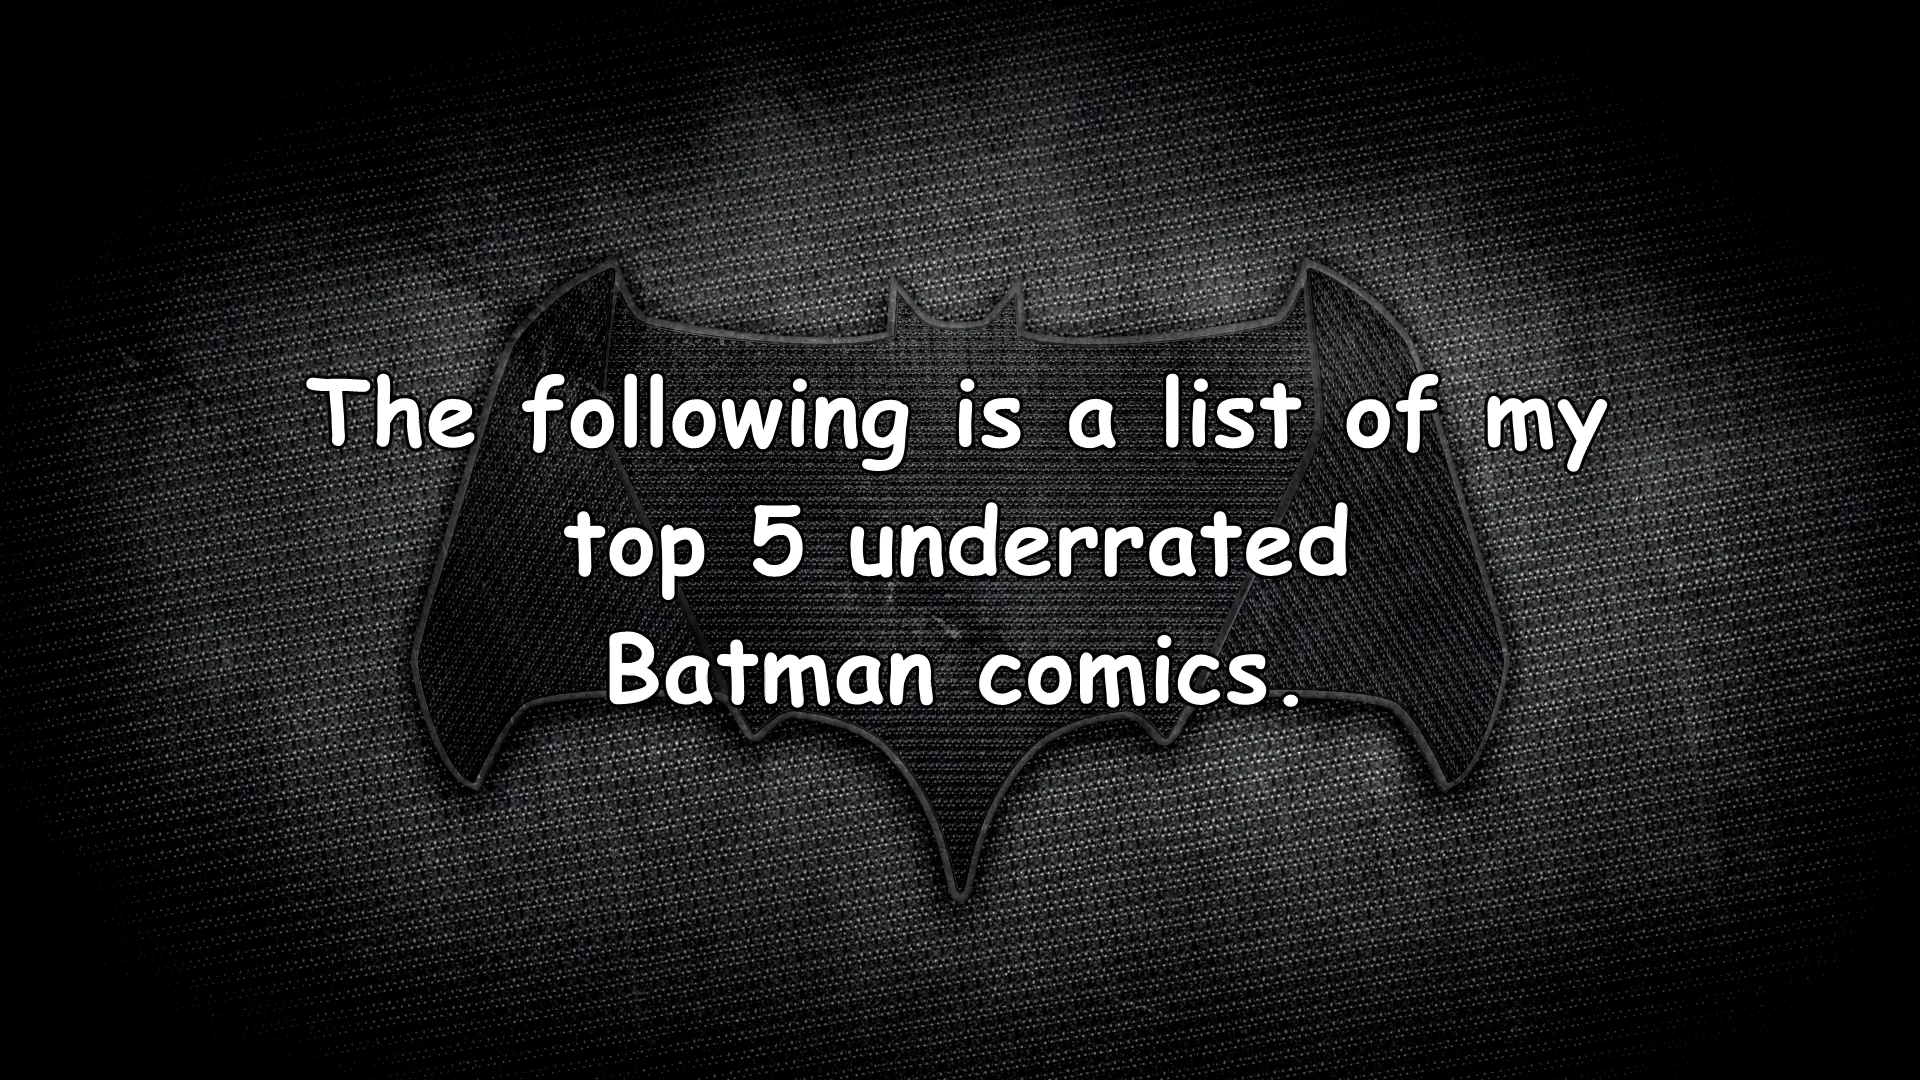 The following is a list of my
top 5 underrated
Batman comics.